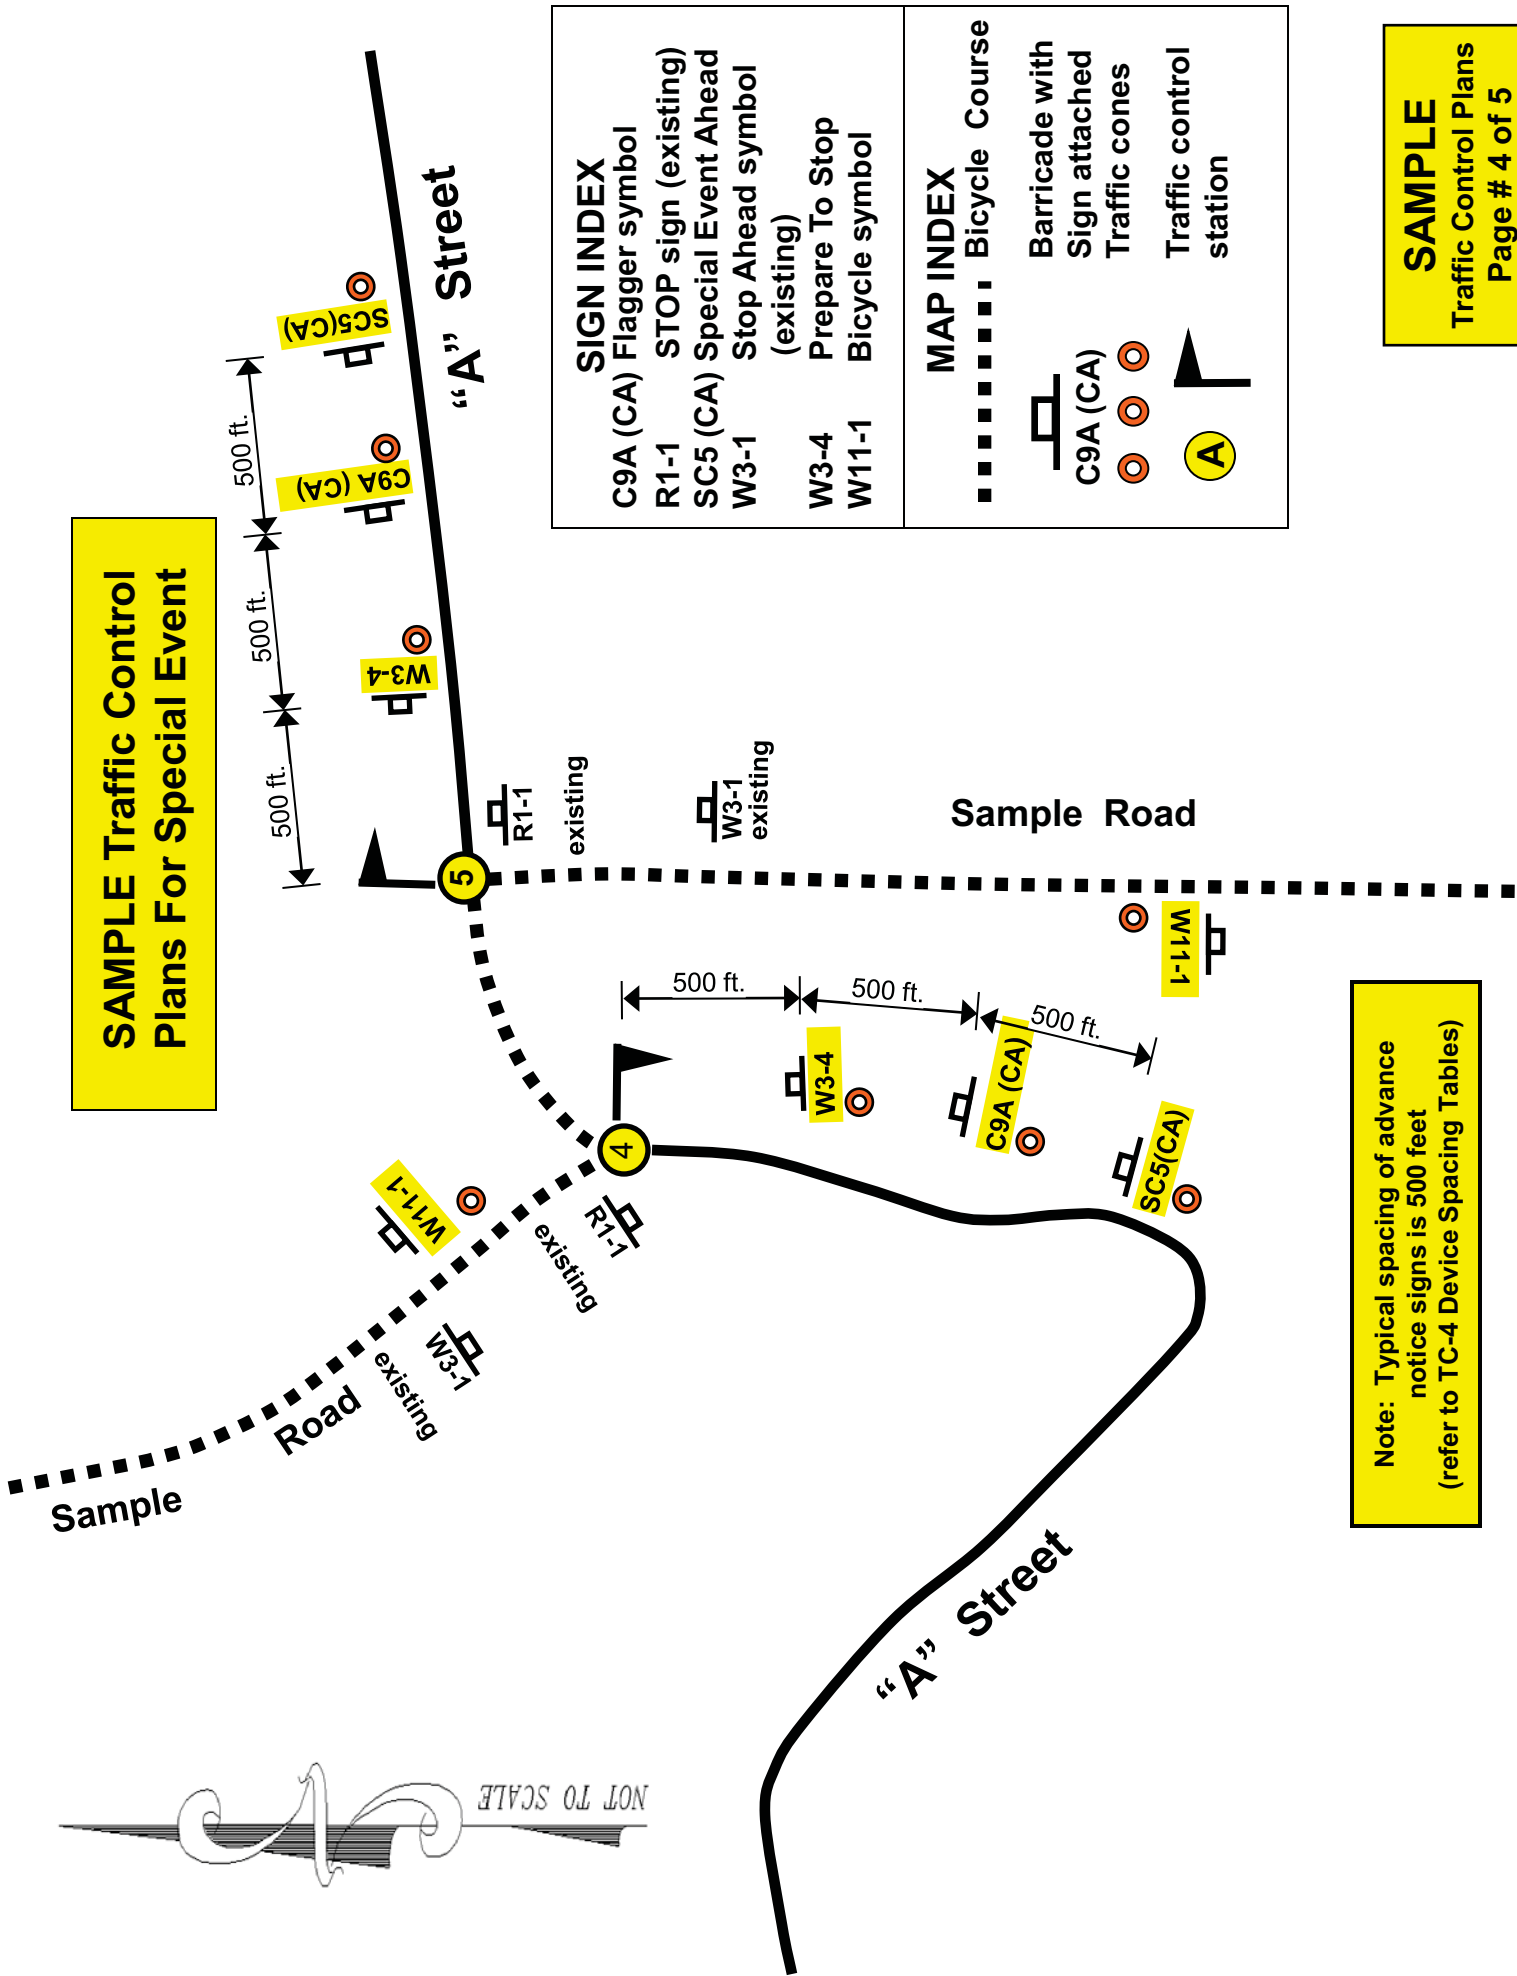 SAMPLE Traffic Control
Plans For Special Event
500 ft.
500 ft.
500 ft.
SC5(CA)
C9A (CA)
W3-4
“A” Street
5
R1-1
existing
W3-1
existing
Sample Road
W11-1
500 ft.
500 ft.
500 ft.
W3-4
C9A (CA)
SC5(CA)
4
W11-1
R1-1
existing
W3-1
existing
Sample Road
“A” Street
NOT TO SCALE
N
SIGN INDEX
C9A (CA) Flagger symbol
R1-1 STOP sign (existing)
SC5 (CA) Special Event Ahead
W3-1 Stop Ahead symbol
(existing)
W3-4 Prepare To Stop
W11-1 Bicycle symbol
MAP INDEX
Bicycle Course
Barricade with
Sign attached
C9A (CA)
Traffic cones
A
Traffic control
station
Note: Typical spacing of advance
notice signs is 500 feet
(refer to TC-4 Device Spacing Tables)
SAMPLE
Traffic Control Plans
Page # 4 of 5